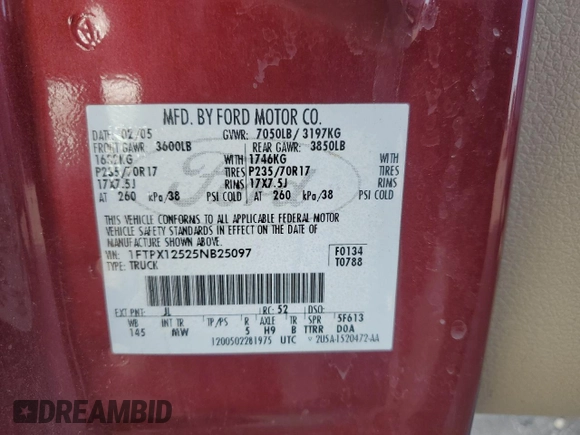 MFD. BY FORD MOTOR CO.
DATE: 02/05 GVWR: 7050LB/ 3197KG
FRONT GAWR: 3600LB REAR GAWR: 3850LB
1632KG WITH 1746KG WITH
P235/70R17 TIRES P235/70R17 TIRES
17X7.5J RIMS 17X7.5J RIMS
AT 260 kPa/38 PSI COLD AT 260 kPa/38 PSI COLD
THIS VEHICLE CONFORMS TO ALL APPLICABLE FEDERAL MOTOR
VEHICLE SAFETY STANDARDS IN EFFECT ON THE DATE OF
MANUFACTURE SHOWN ABOVE.
VIN: 1FTPX12525NB25097 F0134
TYPE: TRUCK T0788
EXT PNT: JL RC: 52 DSO:
WB INT TR TP/PS R AXLE TR SPR 5F613
145 MW 5 H9 B TTRR DOA
1200502281975 UTC 2U5A-1520472-AA
Ford
DREAMBID